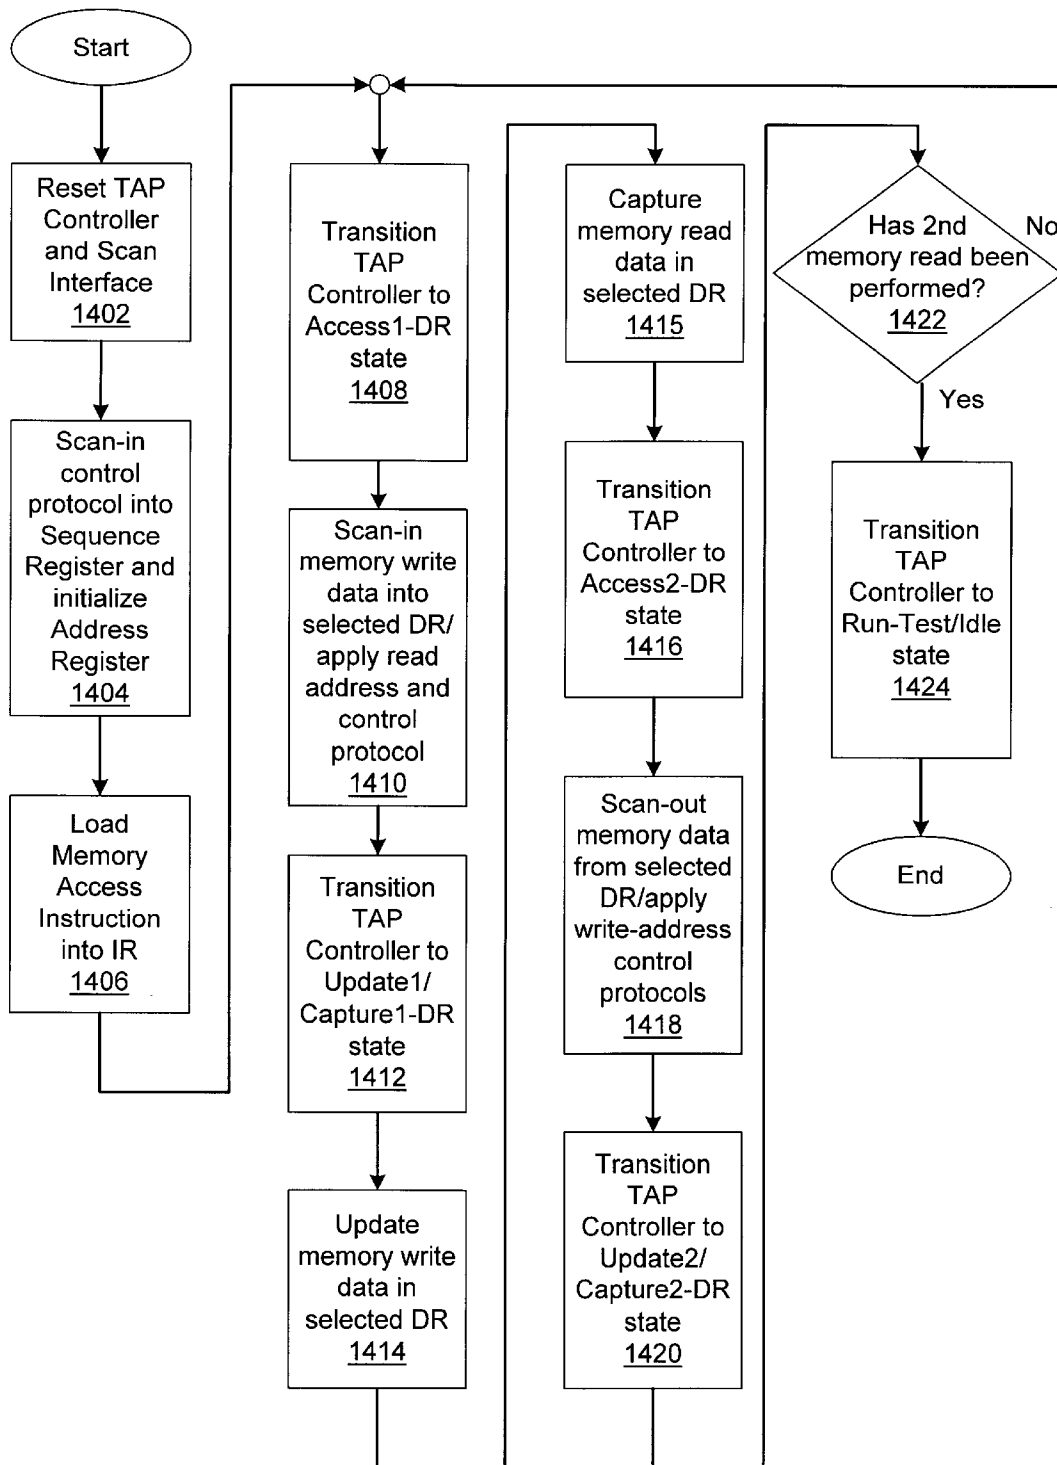 Start
Reset TAP
Controller
and Scan
Interface
1402
Scan-in
control
protocol into
Sequence
Register and
initialize
Address
Register
1404
Load
Memory
Access
Instruction
into IR
1406
Transition
TAP
Controller to
Access1-DR
state
1408
Scan-in
memory write
data into
selected DR/
apply read
address and
control
protocol
1410
Transition
TAP
Controller to
Update1/
Capture1-DR
state
1412
Update
memory write
data in
selected DR
1414
Capture
memory read
data in
selected DR
1415
Transition
TAP
Controller to
Access2-DR
state
1416
Scan-out
memory data
from selected
DR/apply
write-address
control
protocols
1418
Transition
TAP
Controller to
Update2/
Capture2-DR
state
1420
Has 2nd
memory read been
performed?
1422
No
Yes
Transition
TAP
Controller to
Run-Test/Idle
state
1424
End